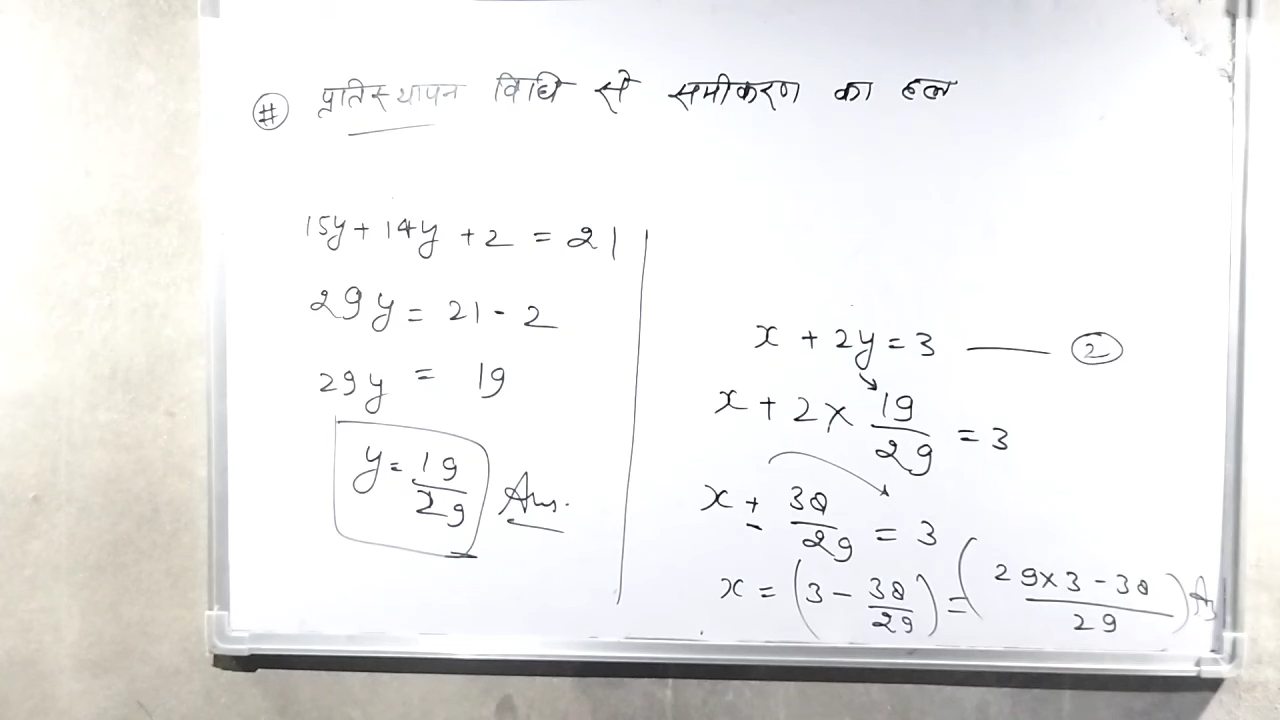 # प्रतिस्थापन विधि से समीकरण का हल
15y + 14y + 2 = 21
29y = 21 - 2
29y = 19
y = 19/29 Ans.
x + 2y = 3 —— 2
x + 2 × 19/29 = 3
x + 38/29 = 3
x = (3 - 38/29) = (29×3 - 38 / 29) As